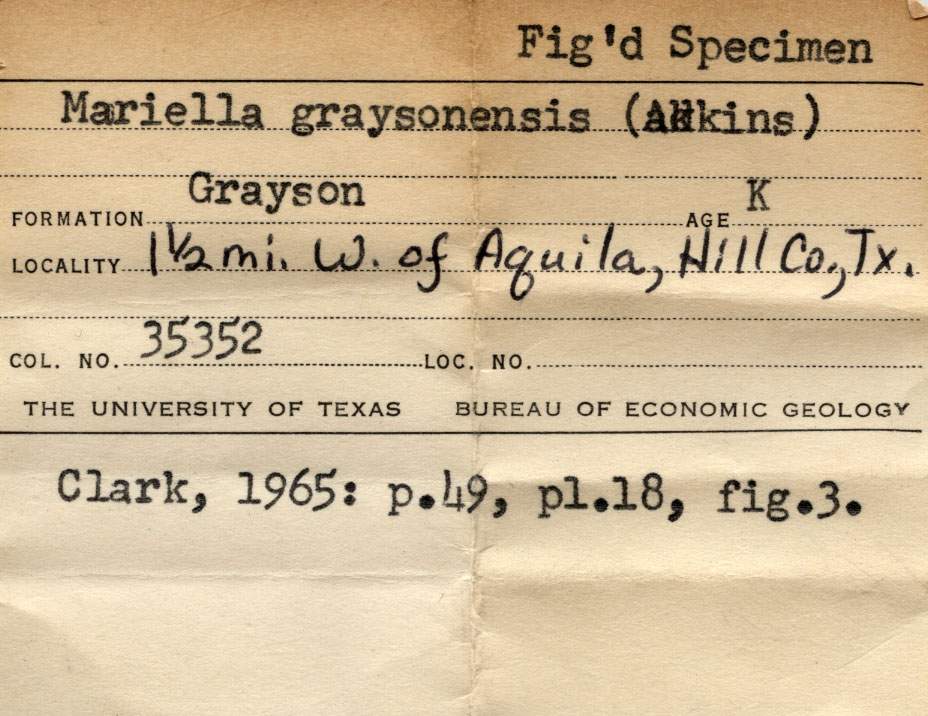 Fig'd Specimen
Mariella graysonensis (Adkins)
FORMATION Grayson AGE K
LOCALITY 1½ mi. W. of Aquila, Hill Co., Tx.
COL. NO. 35352 LOC. NO.
THE UNIVERSITY OF TEXAS BUREAU OF ECONOMIC GEOLOGY
Clark, 1965: p.49, pl.18, fig.3.